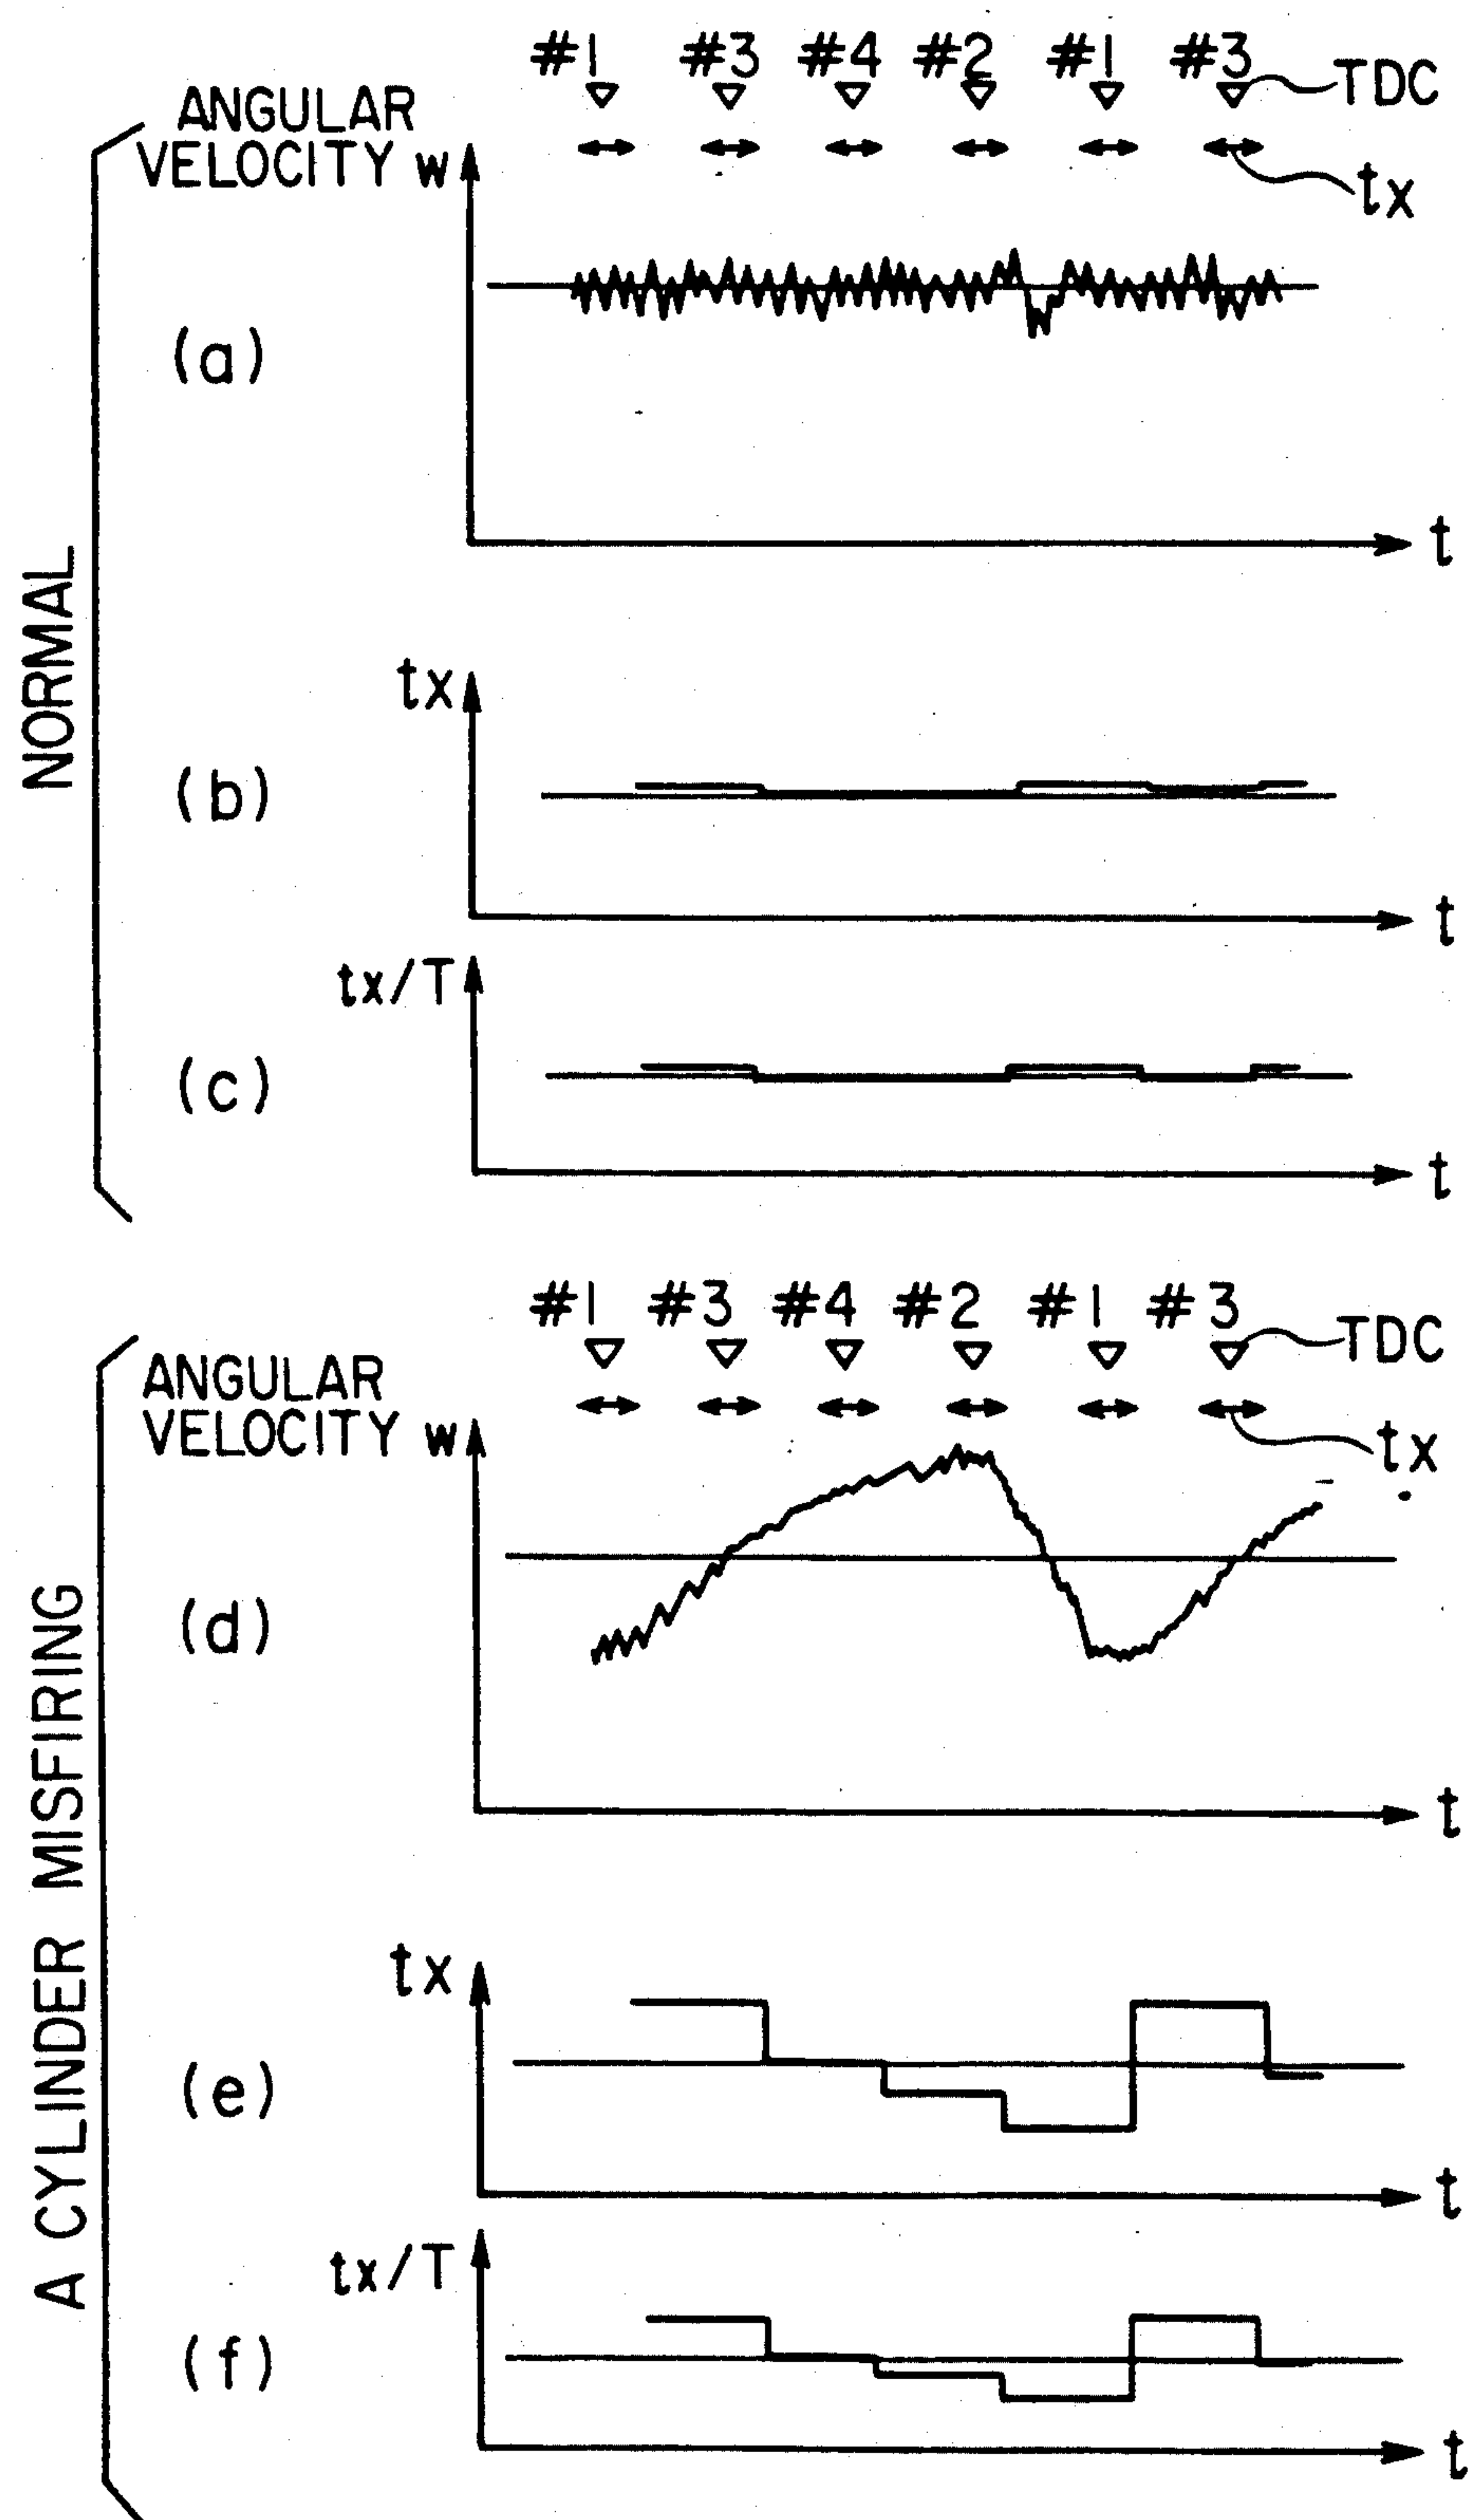 #1 #3 #4 #2 #1 #3
TDC
ANGULAR
VELOCITY w
tx
(a)
t
NORMAL
tx
(b)
t
tx/T
(c)
t
#1 #3 #4 #2 #1 #3
TDC
ANGULAR
VELOCITY w
tx
(d)
t
A CYLINDER MISFIRING
tx
(e)
t
tx/T
(f)
t